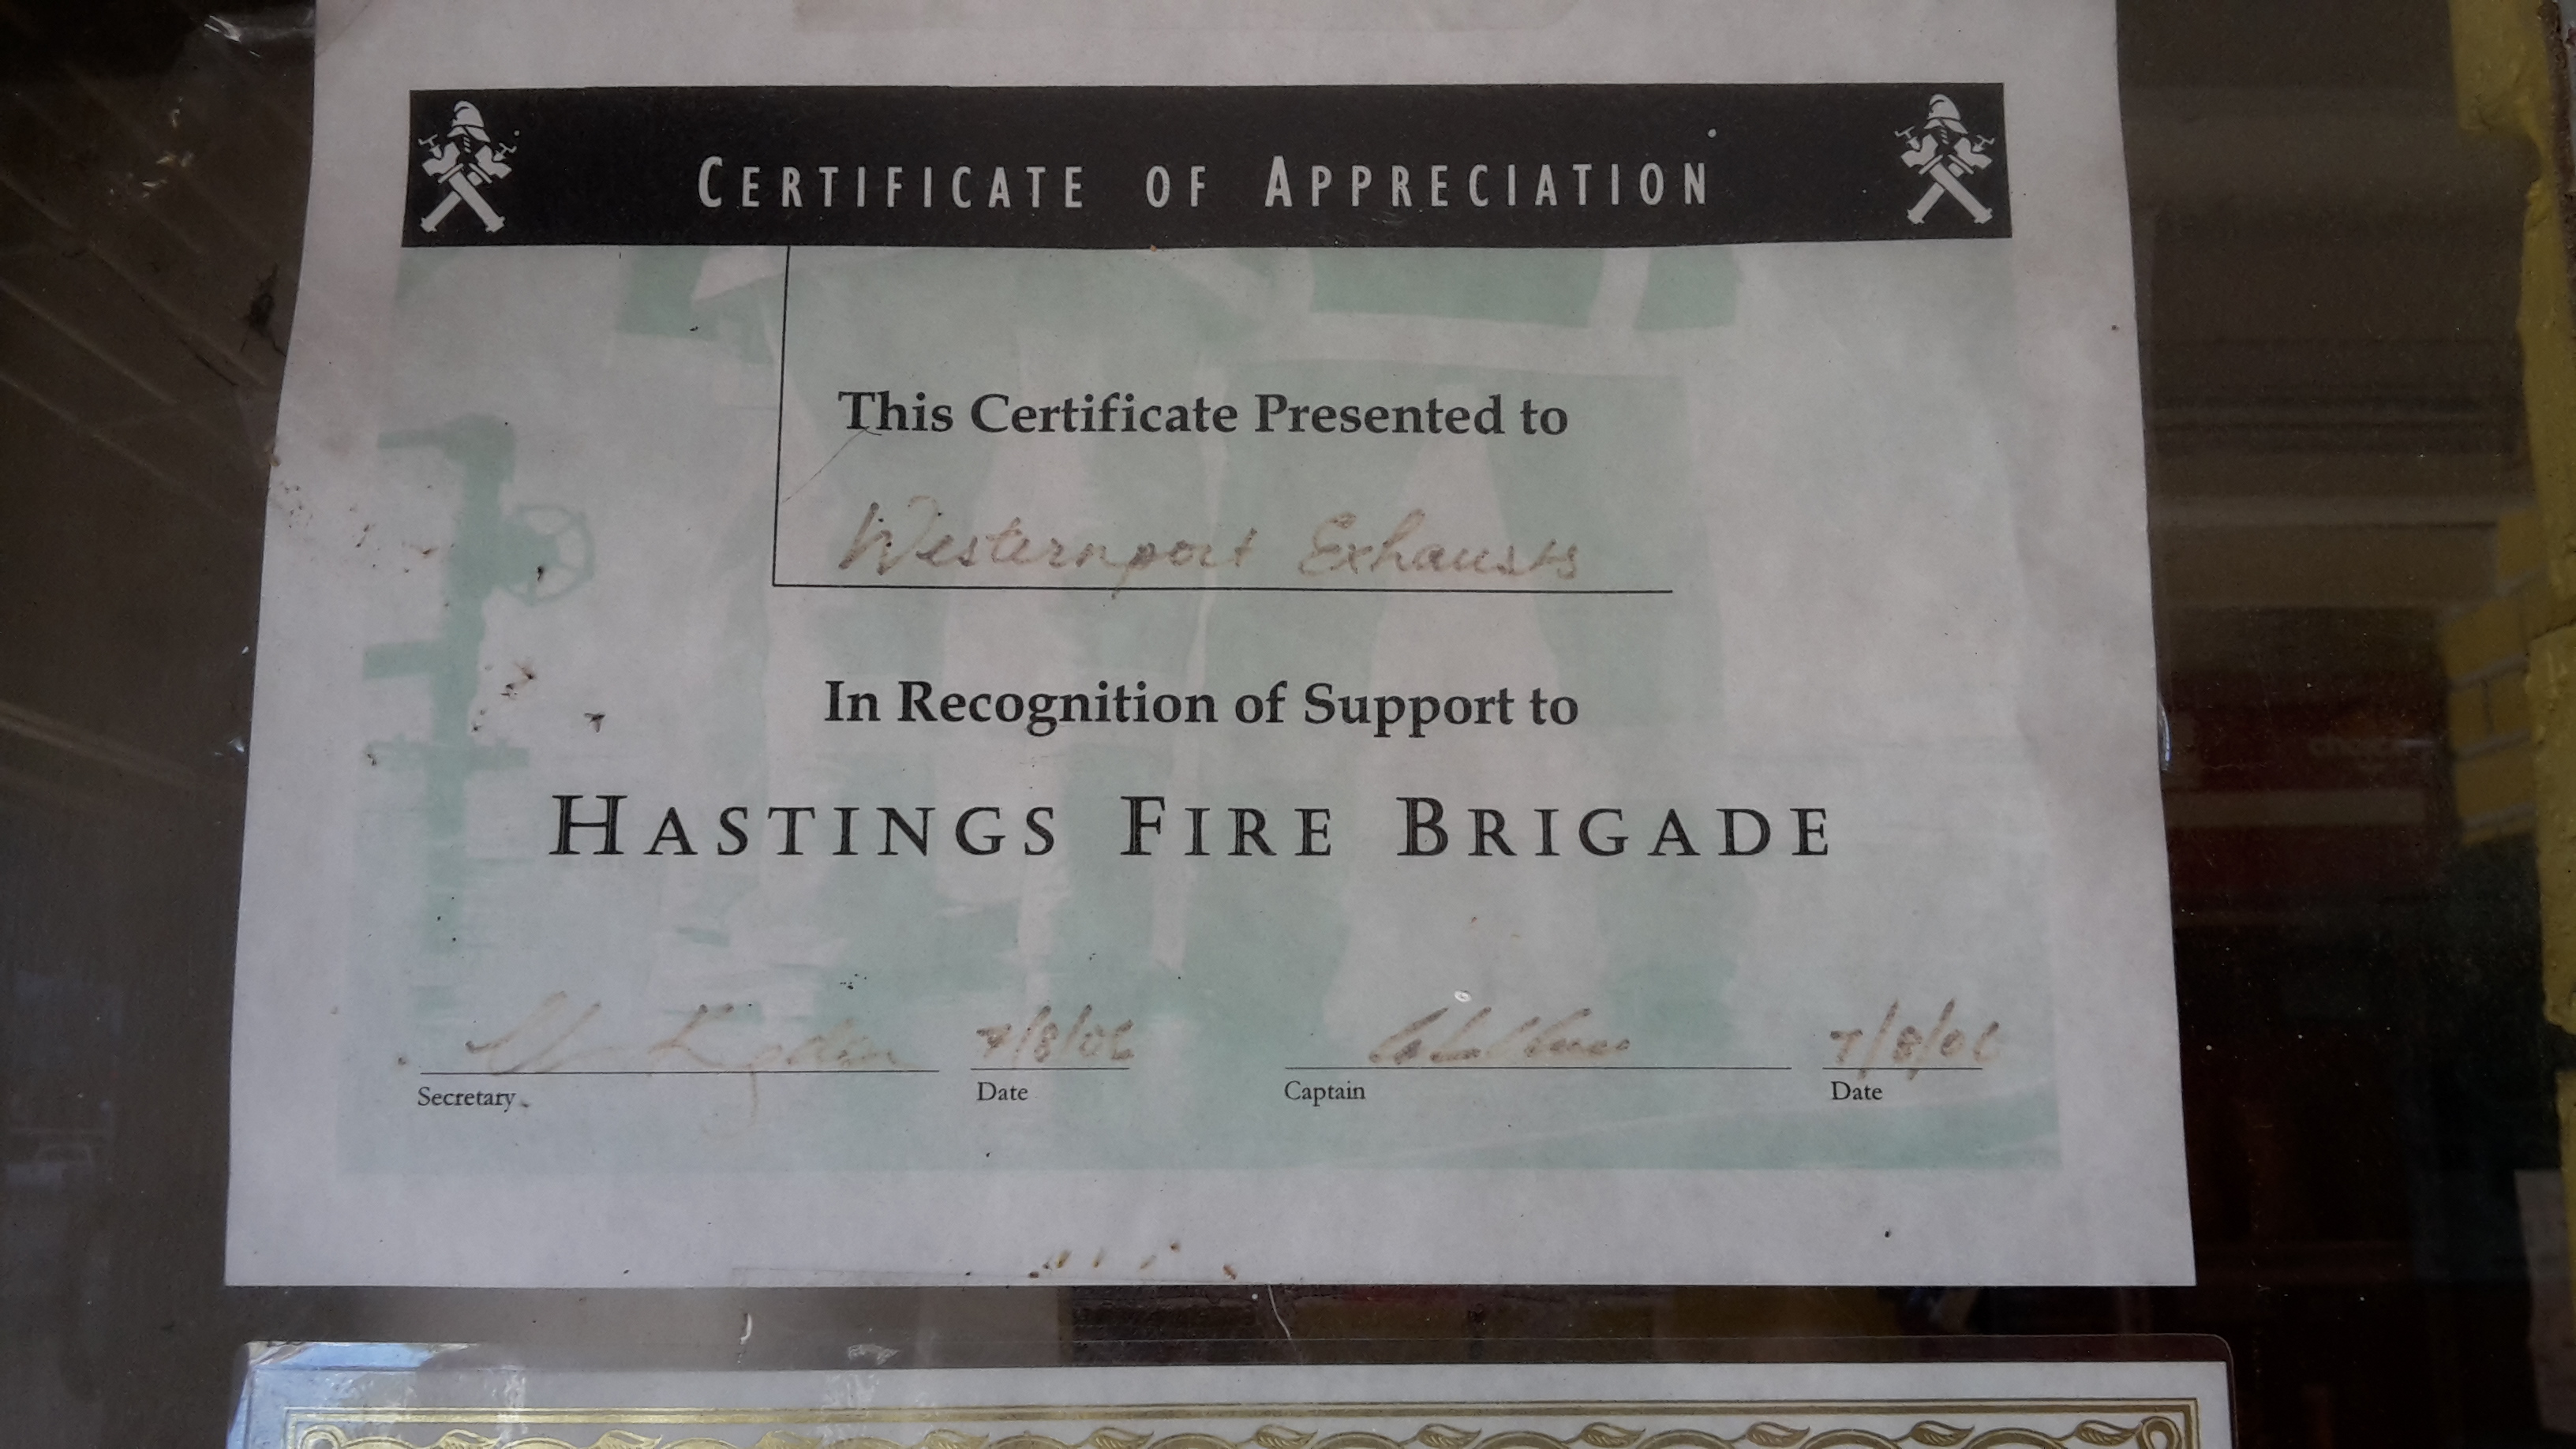 CERTIFICATE OF APPRECIATION
This Certificate Presented to
Westernport Exhausts
In Recognition of Support to
HASTINGS FIRE BRIGADE
7/8/06 7/8/06
Secretary Date Captain Date